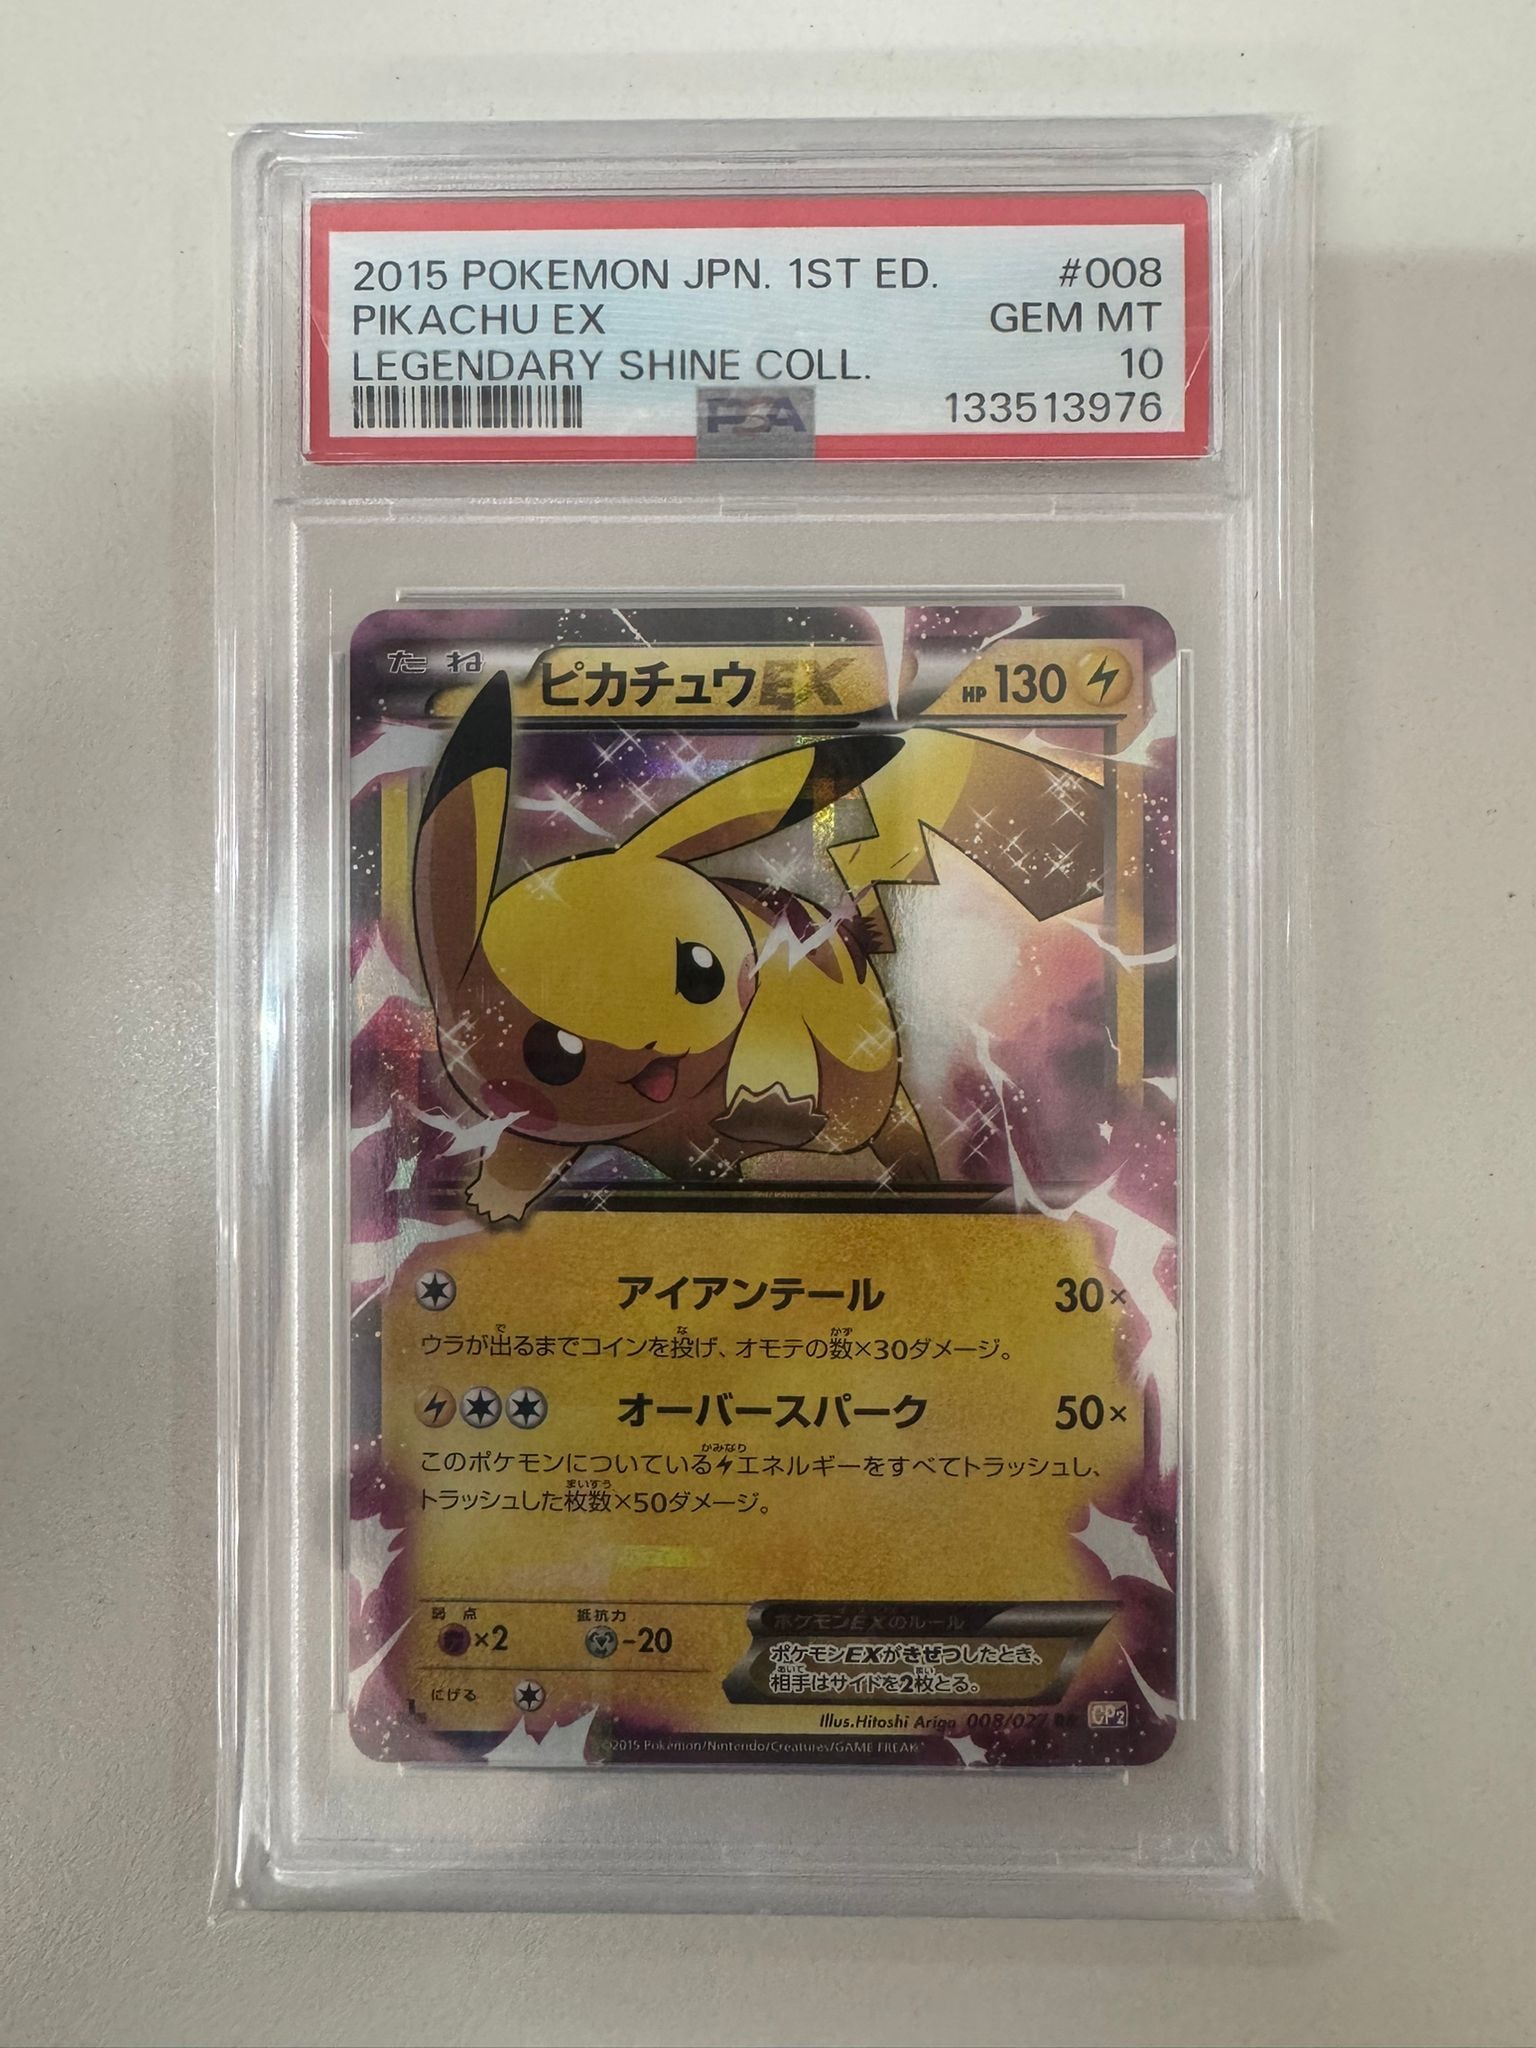 2015 POKEMON JPN. 1ST ED. #008
PIKACHU EX GEM MT
LEGENDARY SHINE COLL. 10
PSA 133513976
たね ピカチュウEX HP 130
アイアンテール 30×
ウラが出るまでコインを投げ、オモテの数×30ダメージ。
オーバースパーク 50×
このポケモンについているエネルギーをすべてトラッシュし、
トラッシュした枚数×50ダメージ。
弱点 抵抗力 ポケモンEXのルール
×2 -20 ポケモンEXがきぜつしたとき、
相手はサイドを2枚とる。
にげる
Illus.Hitoshi Ariga 008/027 RR CP2
©2015 Pokémon/Nintendo/Creatures/GAME FREAK